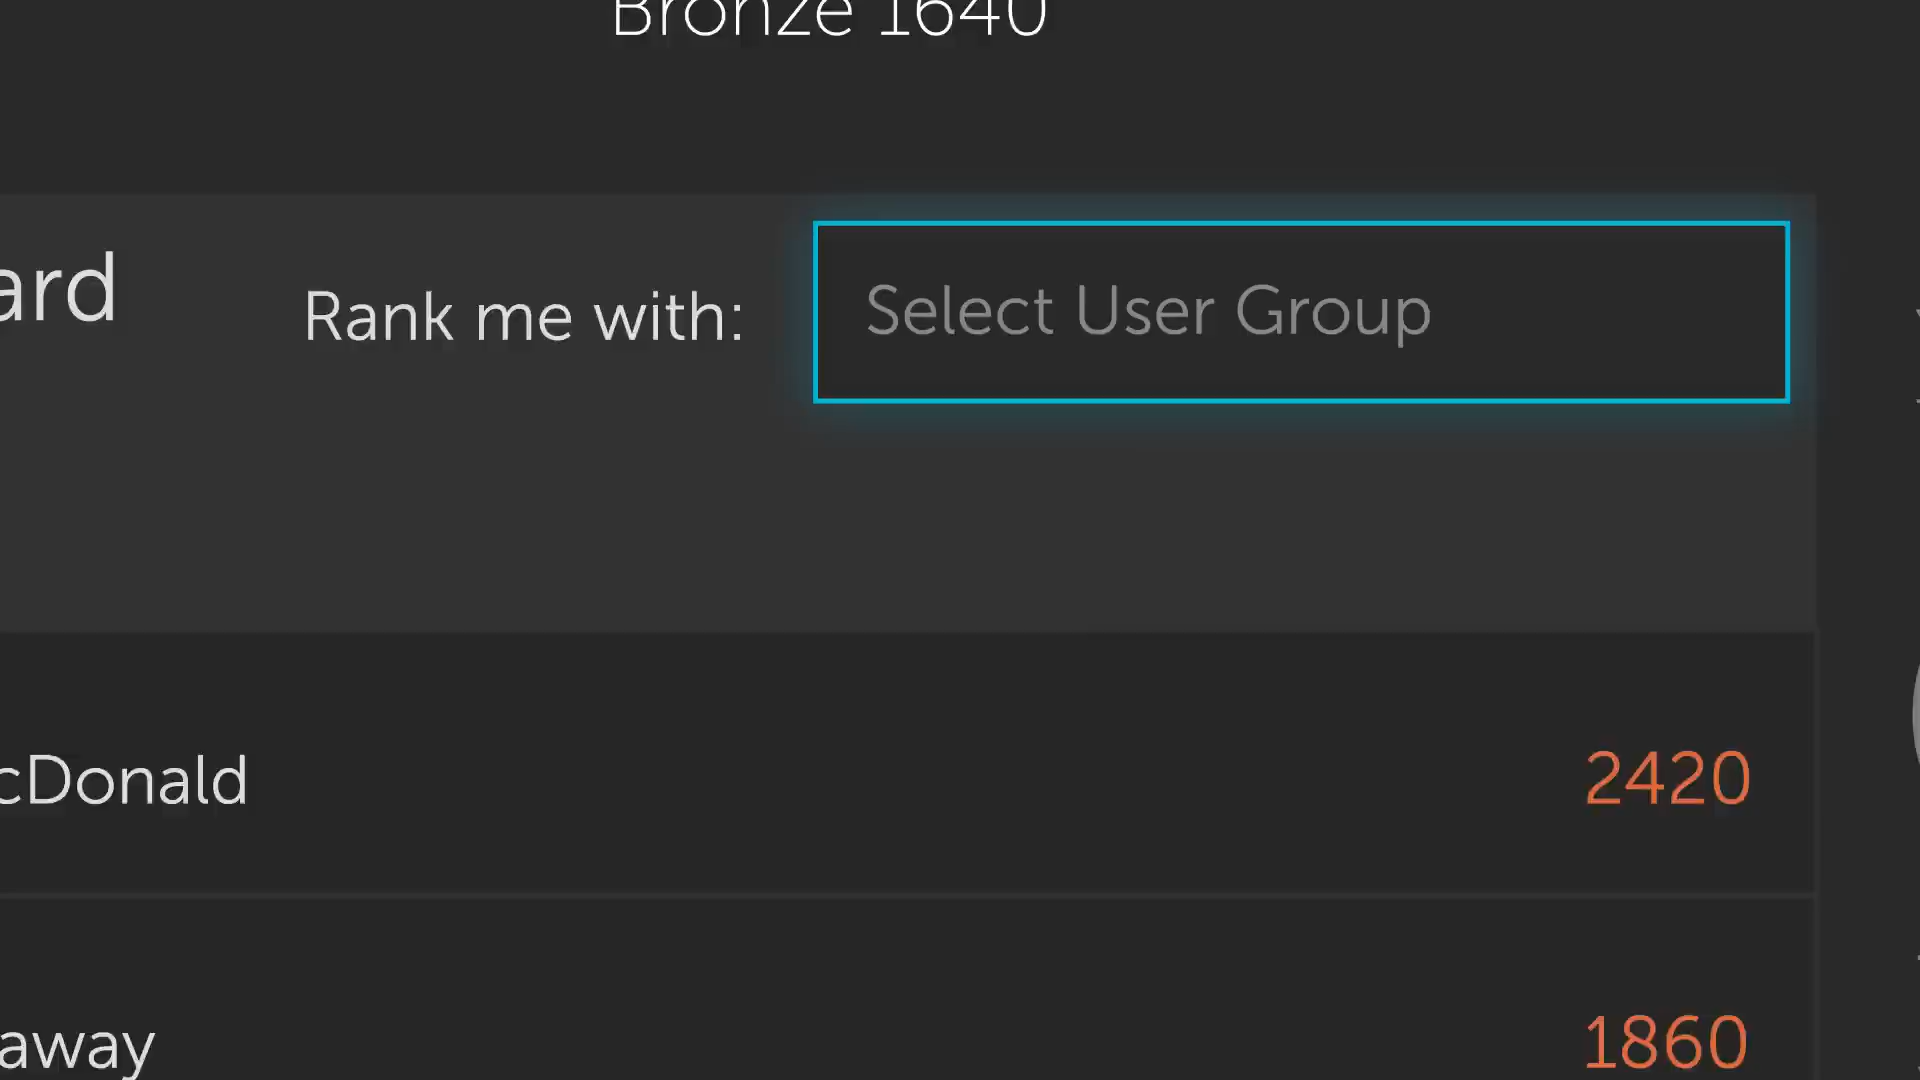 Bronze 1640
ard
Rank me with:
Select User Group
cDonald
2420
away
1860